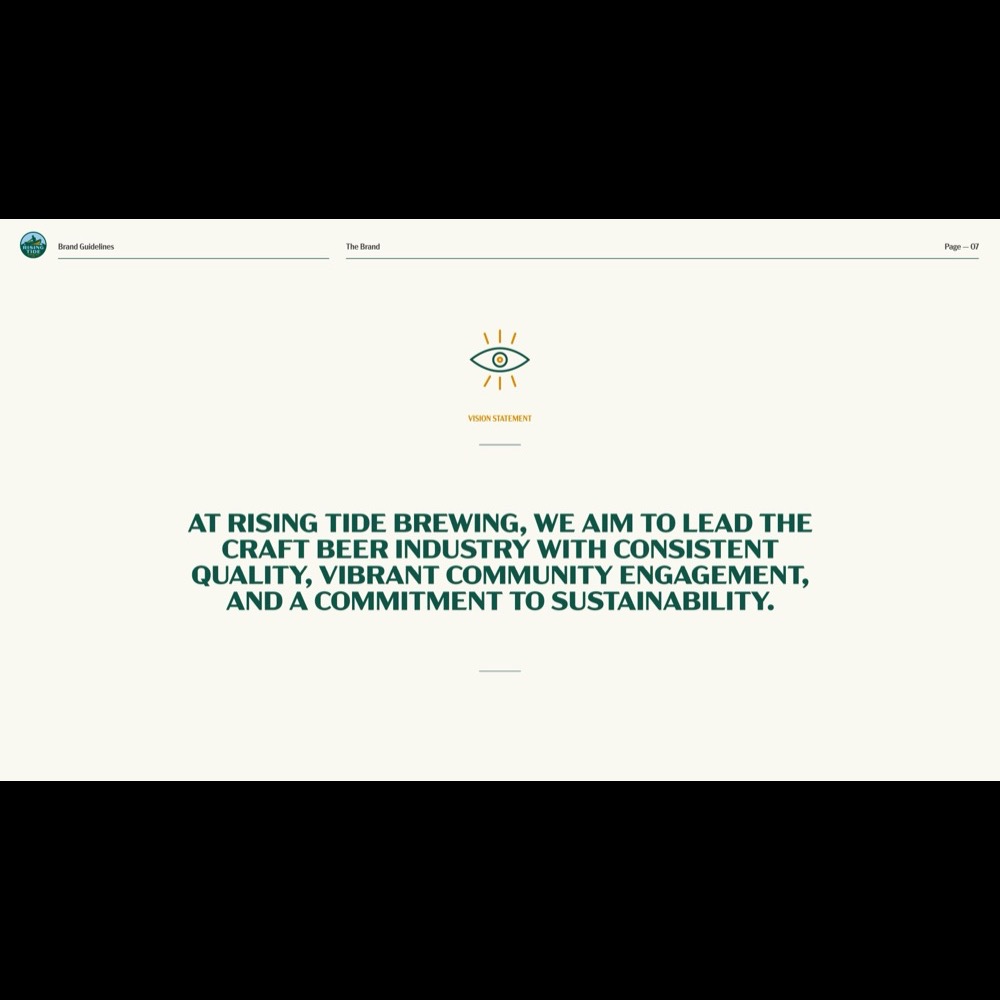 RISING
TIDE
Brand Guidelines
The Brand
Page — 07
VISION STATEMENT
AT RISING TIDE BREWING, WE AIM TO LEAD THE
CRAFT BEER INDUSTRY WITH CONSISTENT
QUALITY, VIBRANT COMMUNITY ENGAGEMENT,
AND A COMMITMENT TO SUSTAINABILITY.